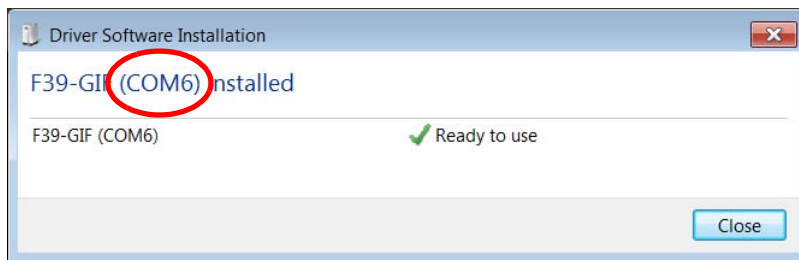 Driver Software Installation
F39-GIF (COM6) installed
F39-GIF (COM6) Ready to use
Close